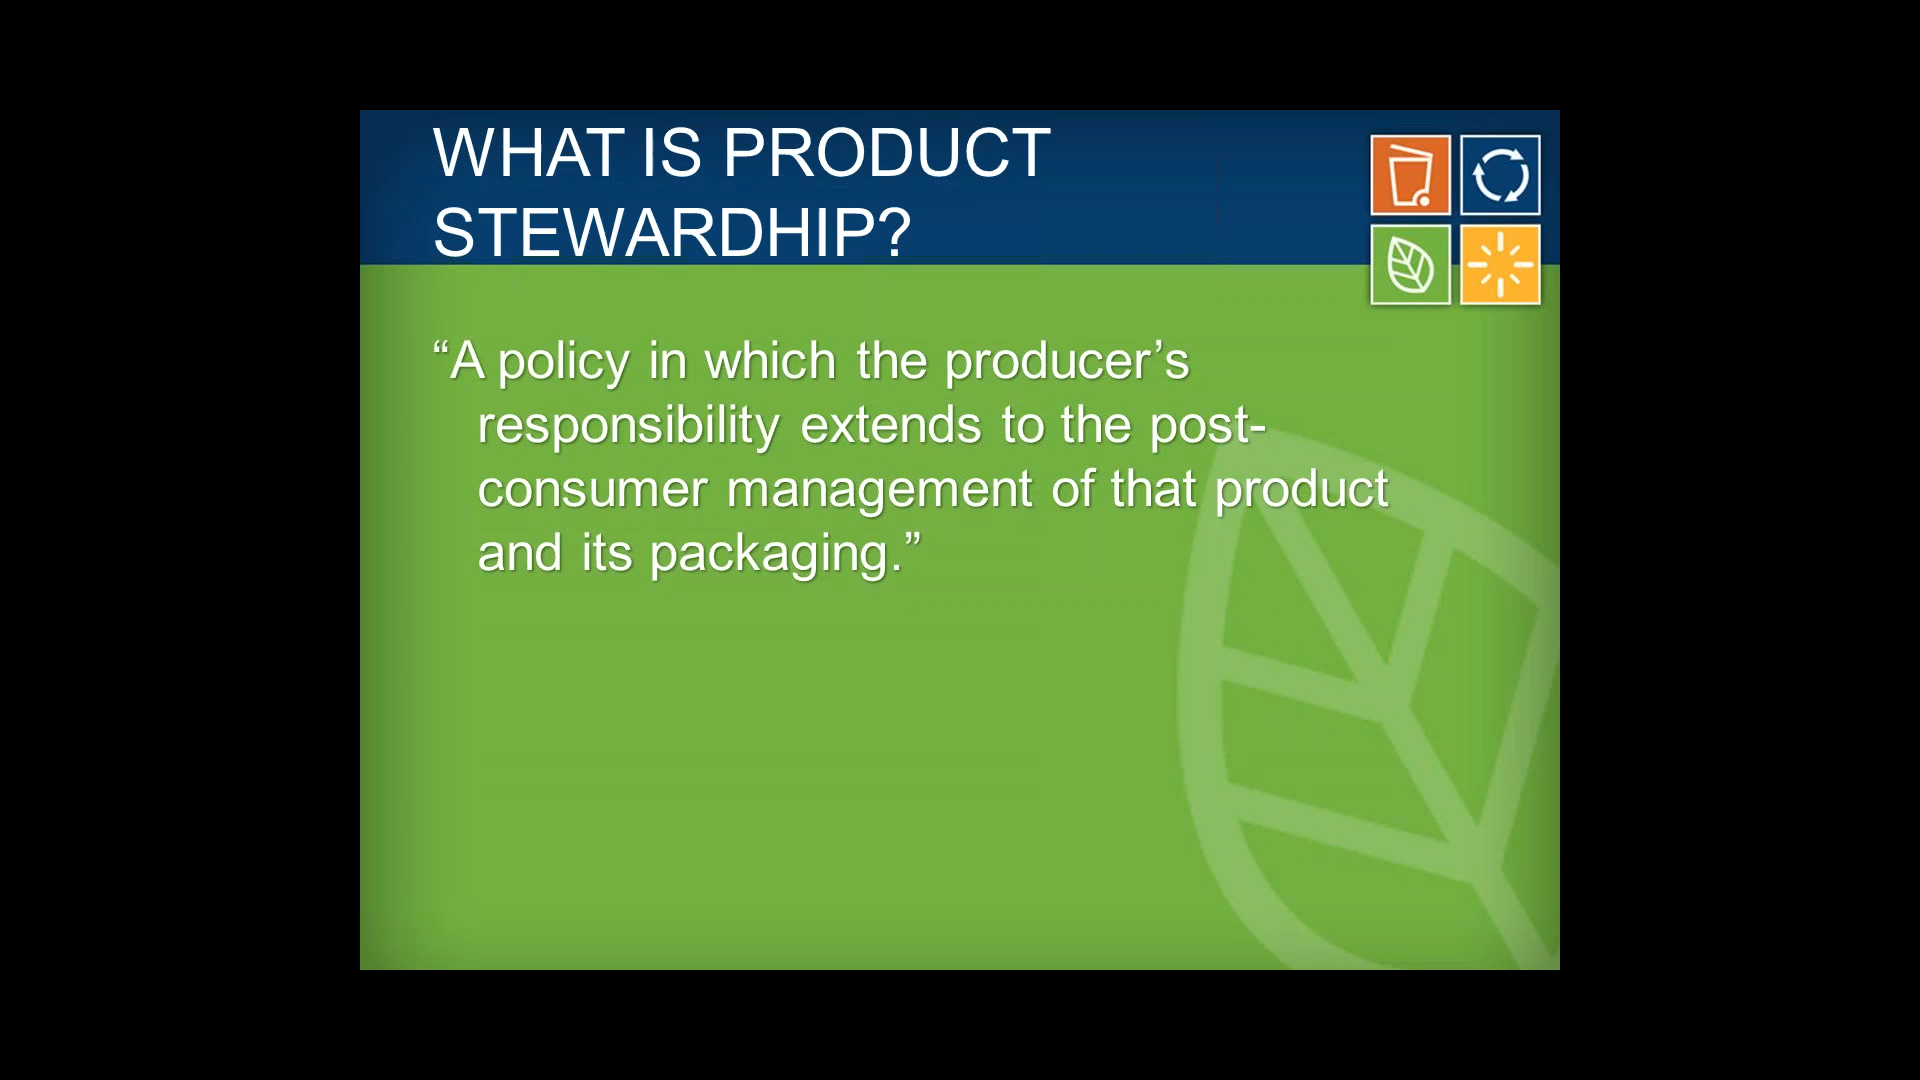 WHAT IS PRODUCT
STEWARDHIP?
“A policy in which the producer’s
responsibility extends to the post-
consumer management of that product
and its packaging.”